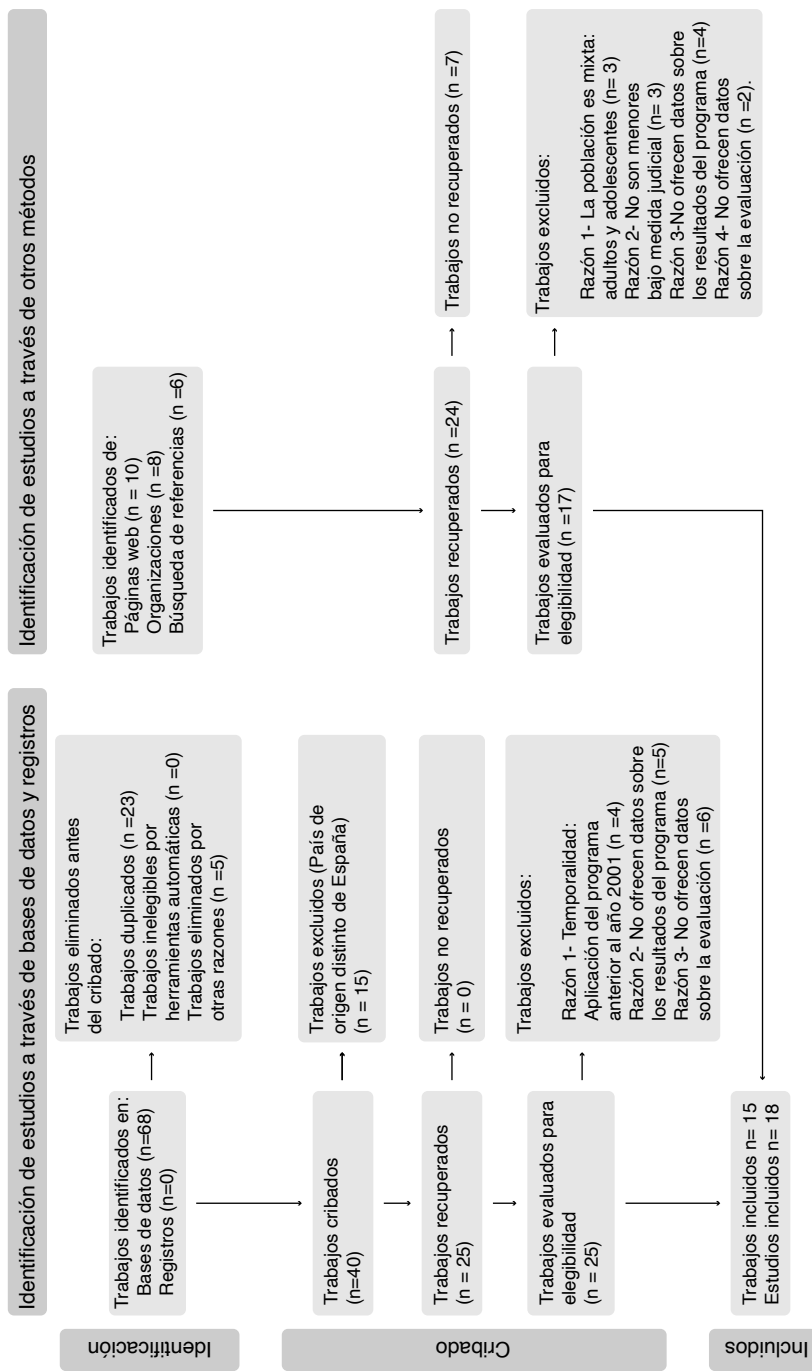 Identificación de estudios a través de bases de datos y registros
Identificación de estudios a través de otros métodos
Identificación
Trabajos identificados en:
Bases de datos (n=68)
Registros (n=0)
Trabajos eliminados antes
del cribado:
Trabajos duplicados (n =23)
Trabajos inelegibles por
herramientas automáticas (n =0)
Trabajos eliminados por
otras razones (n =5)
Trabajos identificados de:
Páginas web (n = 10)
Organizaciones (n =8)
Búsqueda de referencias (n =6)
Cribado
Trabajos cribados
(n=40)
Trabajos excluidos (País de
origen distinto de España)
(n = 15)
Trabajos recuperados
(n = 25)
Trabajos no recuperados
(n = 0)
Trabajos recuperados (n =24)
Trabajos no recuperados (n =7)
Trabajos evaluados para
elegibilidad
(n = 25)
Trabajos excluidos:
Razón 1- Temporalidad:
Aplicación del programa
anterior al año 2001 (n =4)
Razón 2- No ofrecen datos sobre
los resultados del programa (n=5)
Razón 3- No ofrecen datos
sobre la evaluación (n =6)
Trabajos evaluados para
elegibilidad (n =17)
Trabajos excluidos:
Razón 1- La población es mixta:
adultos y adolescentes (n= 3)
Razón 2- No son menores
bajo medida judicial (n= 3)
Razón 3-No ofrecen datos sobre
los resultados del programa (n=4)
Razón 4- No ofrecen datos
sobre la evaluación (n =2).
Incluidos
Trabajos incluidos n= 15
Estudios incluidos n= 18